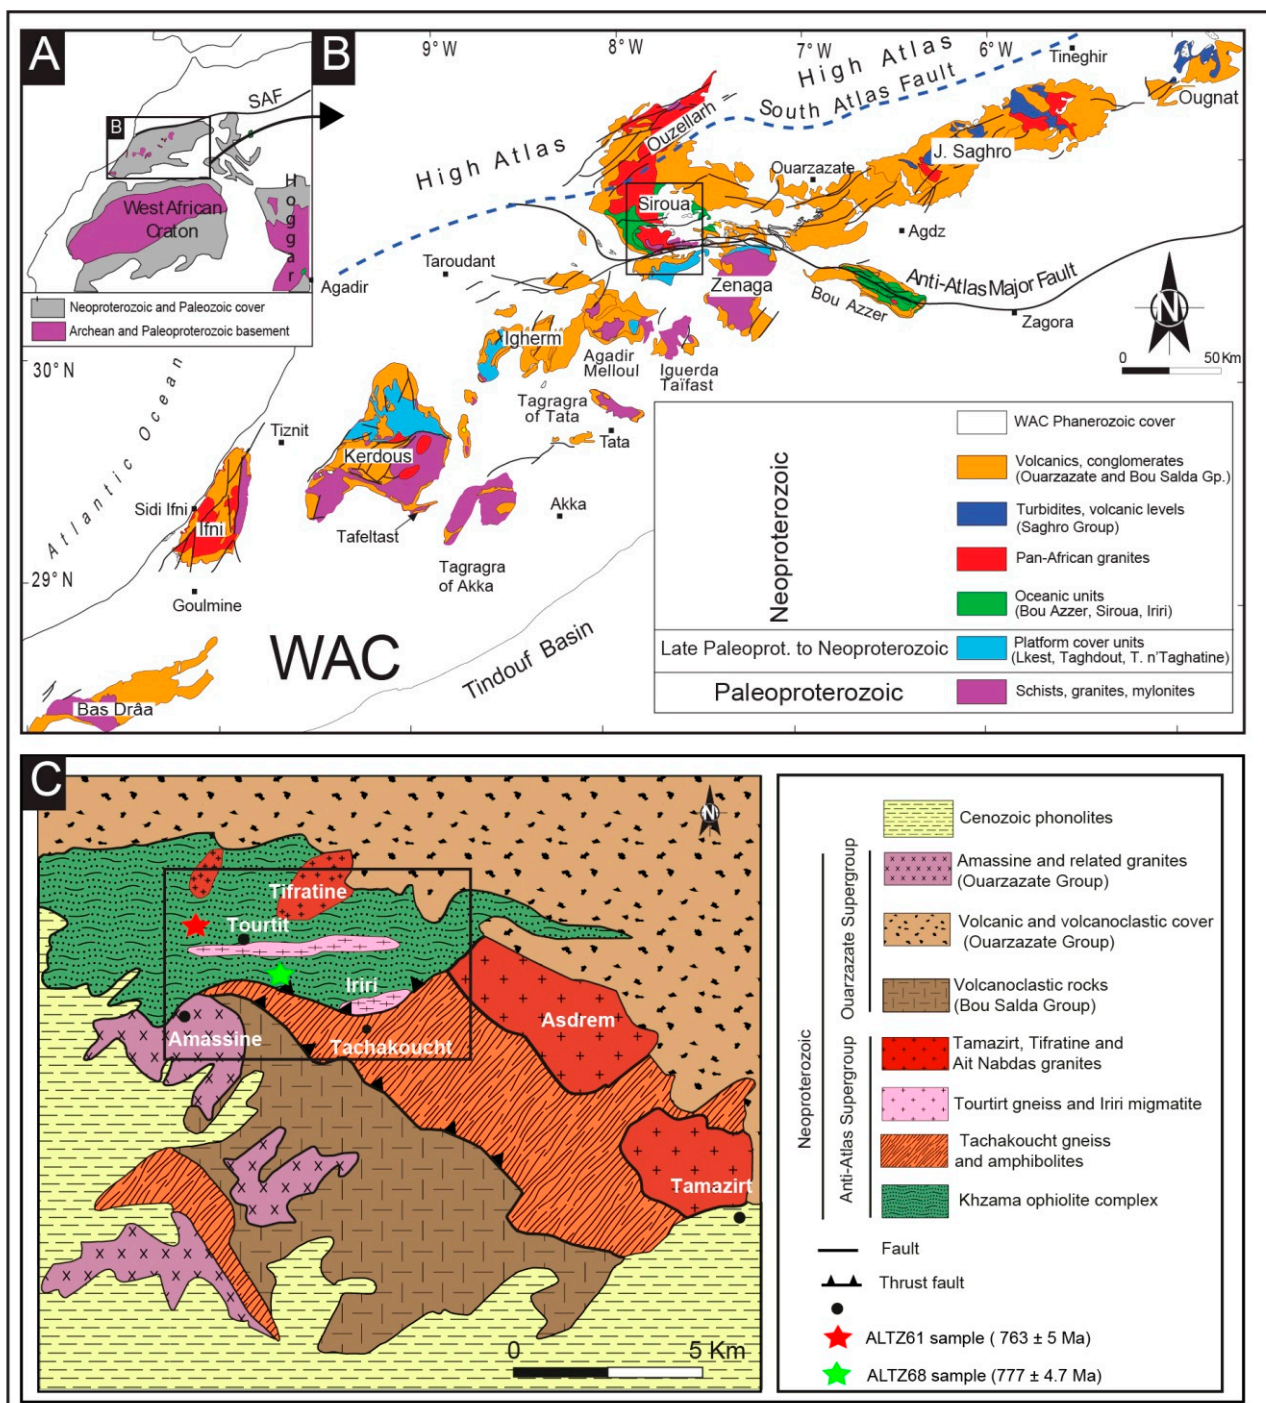 A
SAF
B
West African
Craton
Hoggar
Neoproterozoic and Paleozoic cover
Archean and Paleoproterozoic basement
B
9° W
8° W
7° W
6° W
High Atlas
High Atlas
South Atlas Fault
Tineghir
Ougnat
Ouzellarh
J. Saghro
Ouarzazate
Siroua
Agdz
Agadir
Taroudant
Zenaga
Bou Azzer
Anti-Atlas Major Fault
Zagora
N
0 50 Km
30° N
Igherm
Agadir
Melloul
Iguerda
Taïfast
Tagragra
of Tata
Tata
Atlantic Ocean
Tiznit
Kerdous
Sidi Ifni
Ifni
Tafeltast
Akka
Tagragra
of Akka
29° N
Goulmine
WAC
Tindouf Basin
Bas Drâa
Neoproterozoic
WAC Phanerozoic cover
Volcanics, conglomerates
(Ouarzazate and Bou Salda Gp.)
Turbidites, volcanic levels
(Saghro Group)
Pan-African granites
Oceanic units
(Bou Azzer, Siroua, Iriri)
Late Paleoprot. to Neoproterozoic
Platform cover units
(Lkest, Taghdout, T. n'Taghatine)
Paleoproterozoic
Schists, granites, mylonites
C
N
Tifratine
Tourtit
Iriri
Amassine
Tachakoucht
Asdrem
Tamazirt
0 5 Km
Cenozoic phonolites
Neoproterozoic
Ouarzazate Supergroup
Amassine and related granites
(Ouarzazate Group)
Volcanic and volcanoclastic cover
(Ouarzazate Group)
Volcanoclastic rocks
(Bou Salda Group)
Anti-Atlas Supergroup
Tamazirt, Tifratine and
Ait Nabdas granites
Tourtirt gneiss and Iriri migmatite
Tachakoucht gneiss
and amphibolites
Khzama ophiolite complex
Fault
Thrust fault
ALTZ61 sample ( 763 ± 5 Ma)
ALTZ68 sample (777 ± 4.7 Ma)